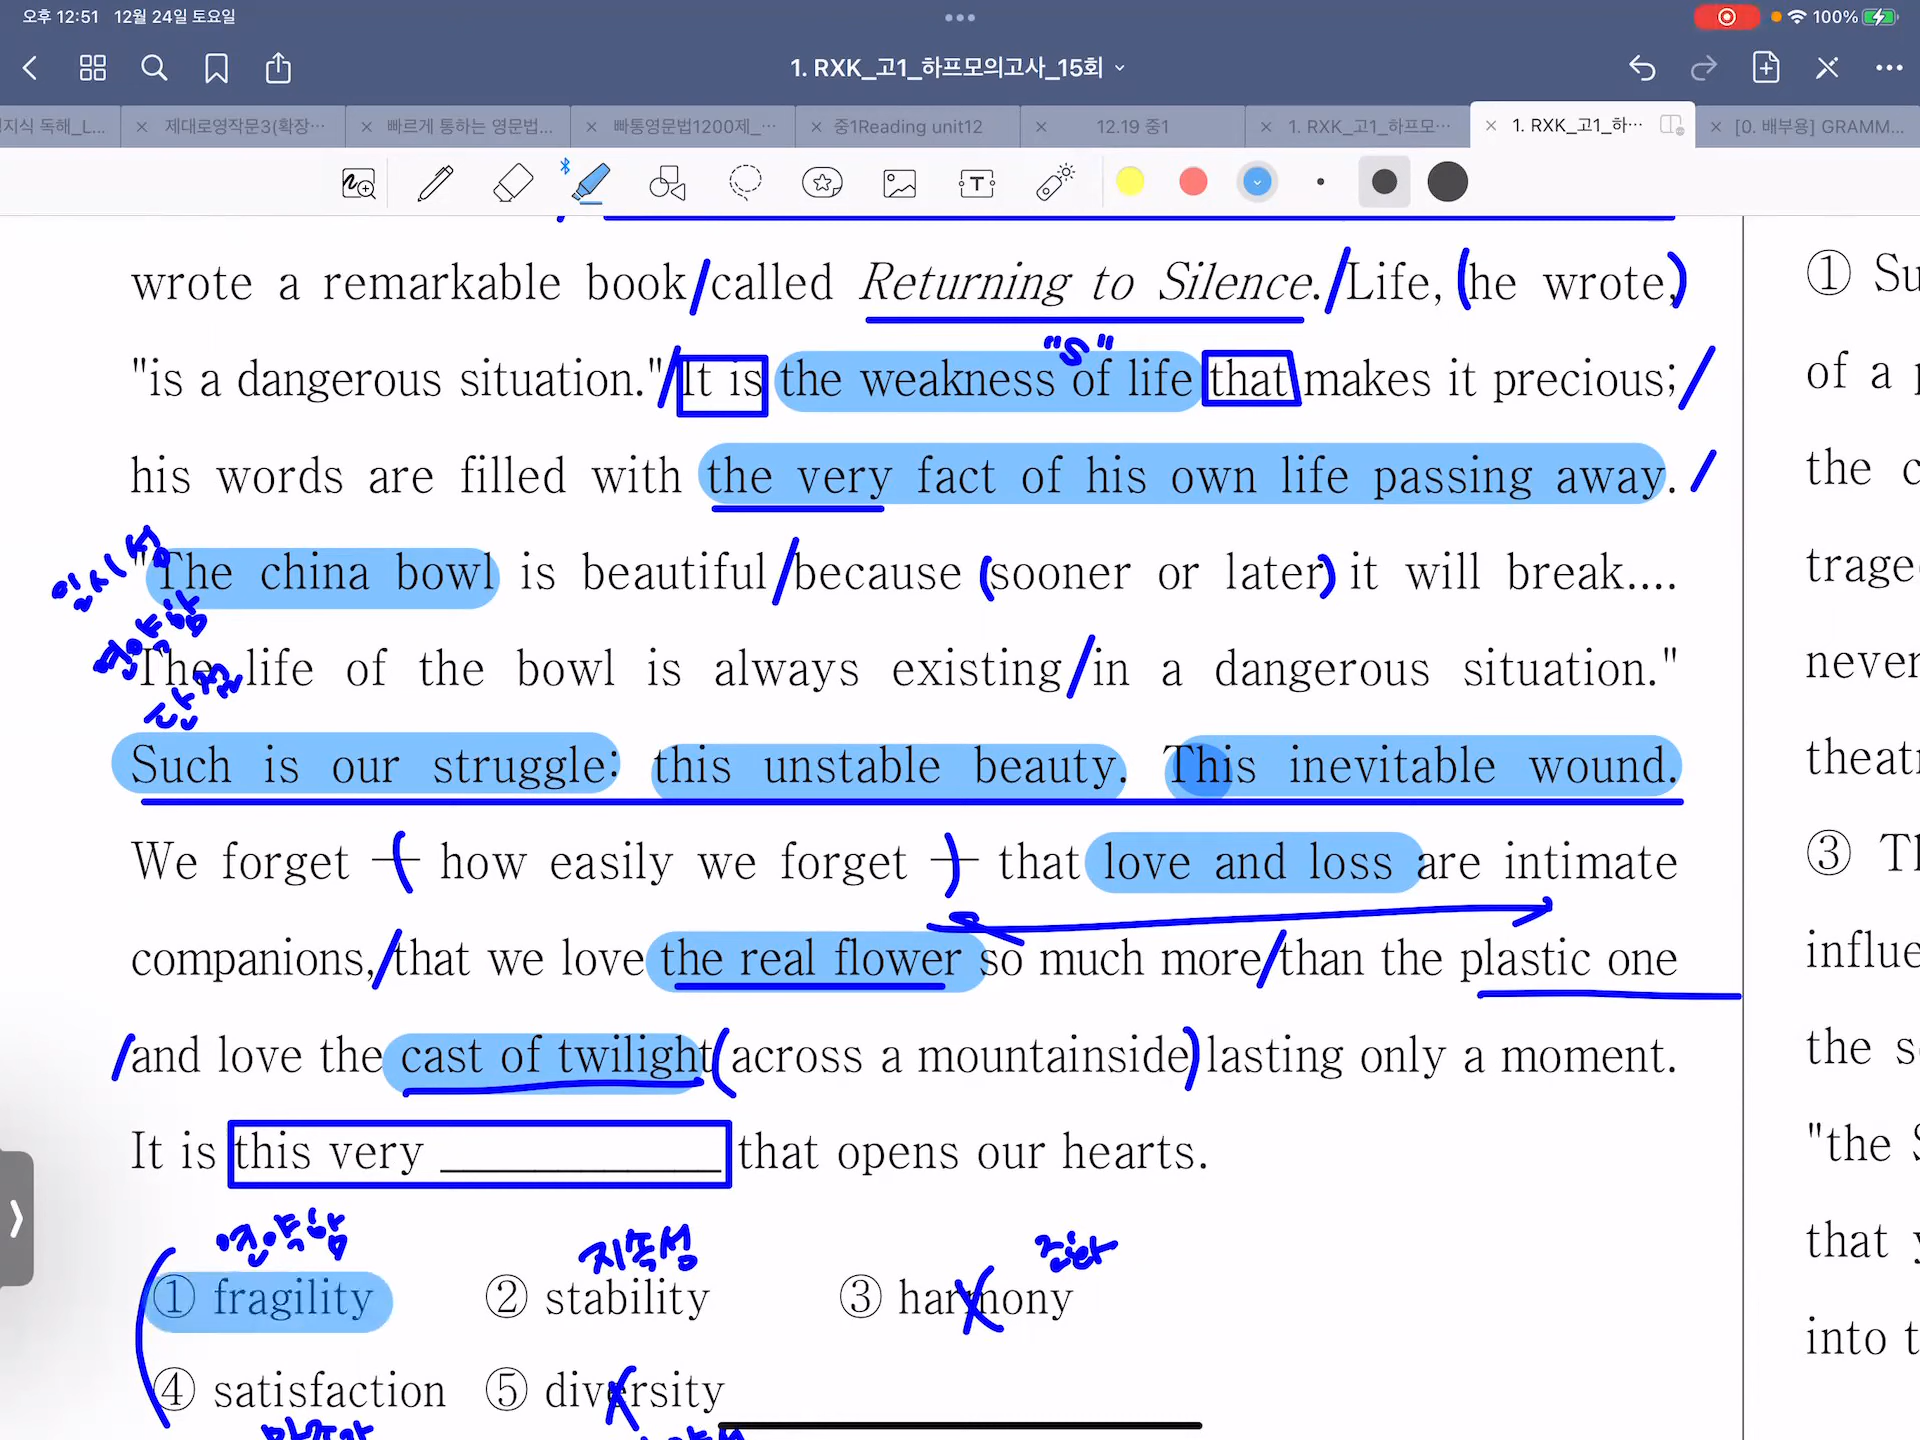 오후 12:51 12월 24일 토요일
100%
1. RXK_고1_하프모의고사_15회
지식 독해_L...
제대로영작문3(확장...
빠르게 통하는 영문법...
빠통영문법1200제_...
중1Reading unit12
12.19 중1
1. RXK_고1_하프모...
1. RXK_고1_하...
[0. 배부용] GRAMM...
wrote a remarkable book called Returning to Silence. Life, (he wrote,)
"S"
"is a dangerous situation." It is the weakness of life that makes it precious;
his words are filled with the very fact of his own life passing away.
일시성
"The china bowl is beautiful because (sooner or later) it will break....
연약함
The life of the bowl is always existing in a dangerous situation."
Such is our struggle: this unstable beauty. This inevitable wound.
We forget ― how easily we forget ― that love and loss are intimate
companions, that we love the real flower so much more than the plastic one
and love the cast of twilight (across a mountainside) lasting only a moment.
It is this very ____________ that opens our hearts.
연약함 지속성 조화
① fragility ② stability ③ harmony
④ satisfaction ⑤ diversity
① Su
of a
the c
trage
never
theatr
③ Th
influe
the s
"the S
that y
into t